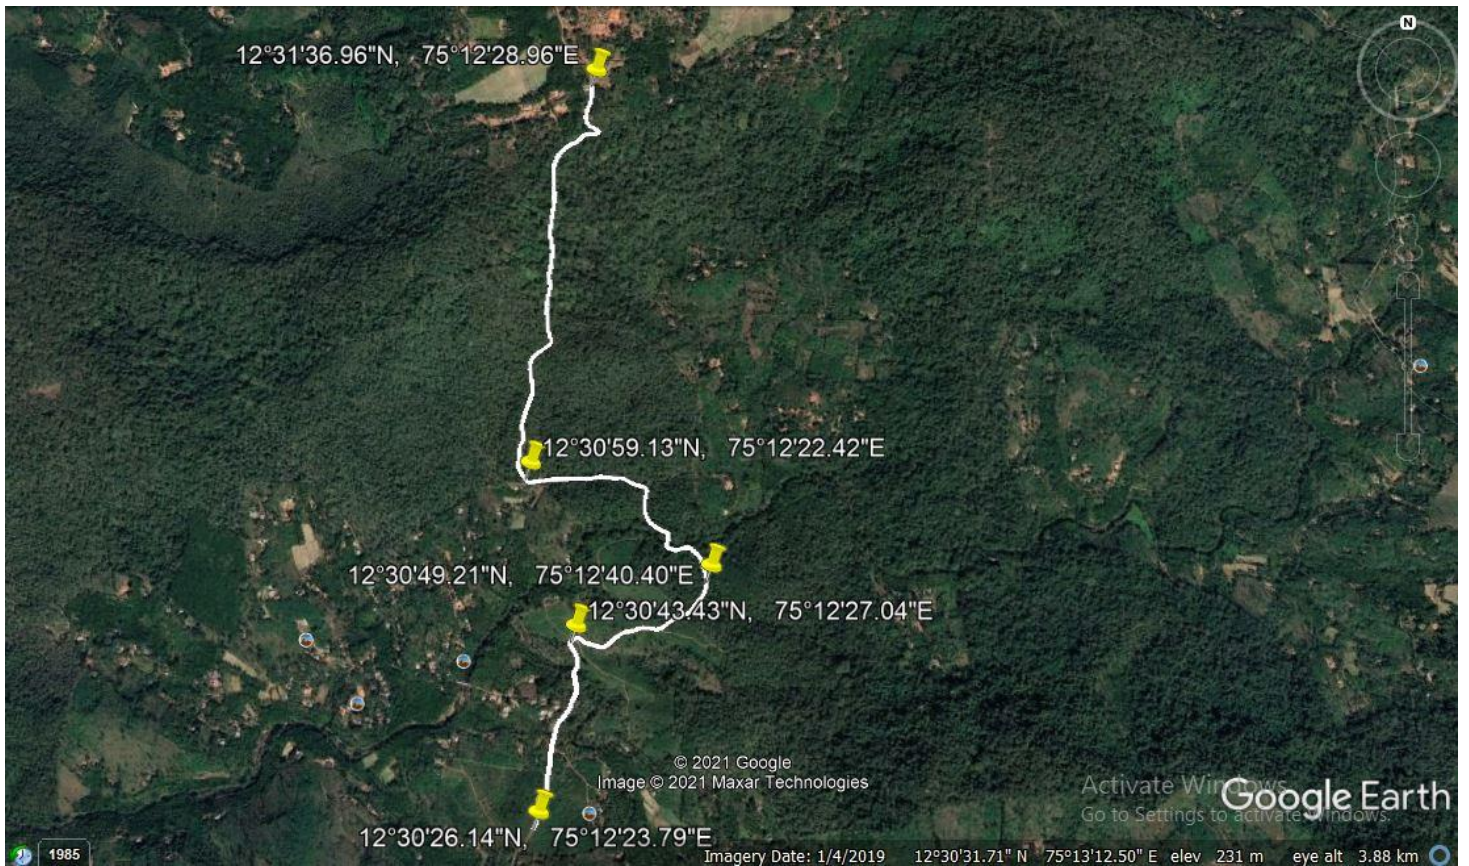 N
12°31'36.96"N, 75°12'28.96"E
12°30'59.13"N, 75°12'22.42"E
12°30'49.21"N, 75°12'40.40"E
12°30'43.43"N, 75°12'27.04"E
© 2021 Google
Image © 2021 Maxar Technologies
Activate Windows
Go to Settings to activate Windows.
Google Earth
12°30'26.14"N, 75°12'23.79"E
1985
Imagery Date: 1/4/2019 12°30'31.71" N 75°13'12.50" E elev 231 m eye alt 3.88 km